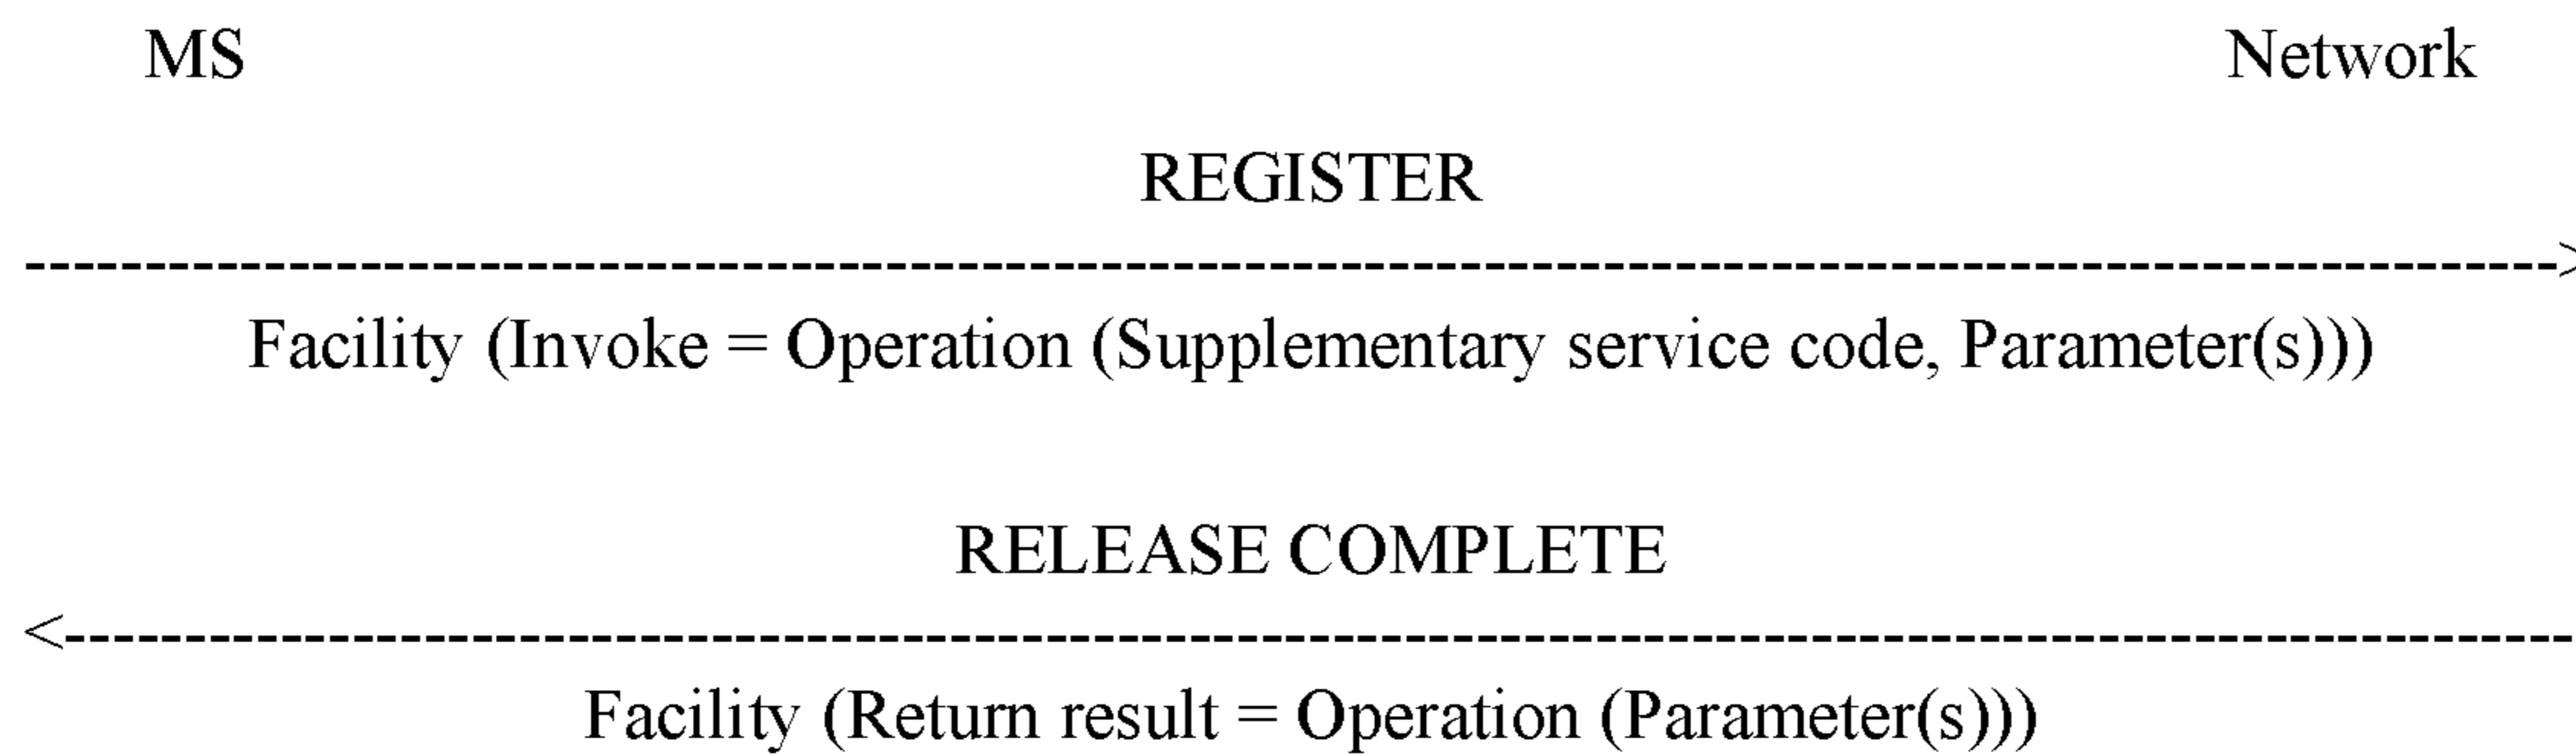 MS Network
REGISTER
------------------------------------------------------------------------------------------------------------>
Facility (Invoke = Operation (Supplementary service code, Parameter(s)))
RELEASE COMPLETE
<------------------------------------------------------------------------------------------------------------
Facility (Return result = Operation (Parameter(s)))